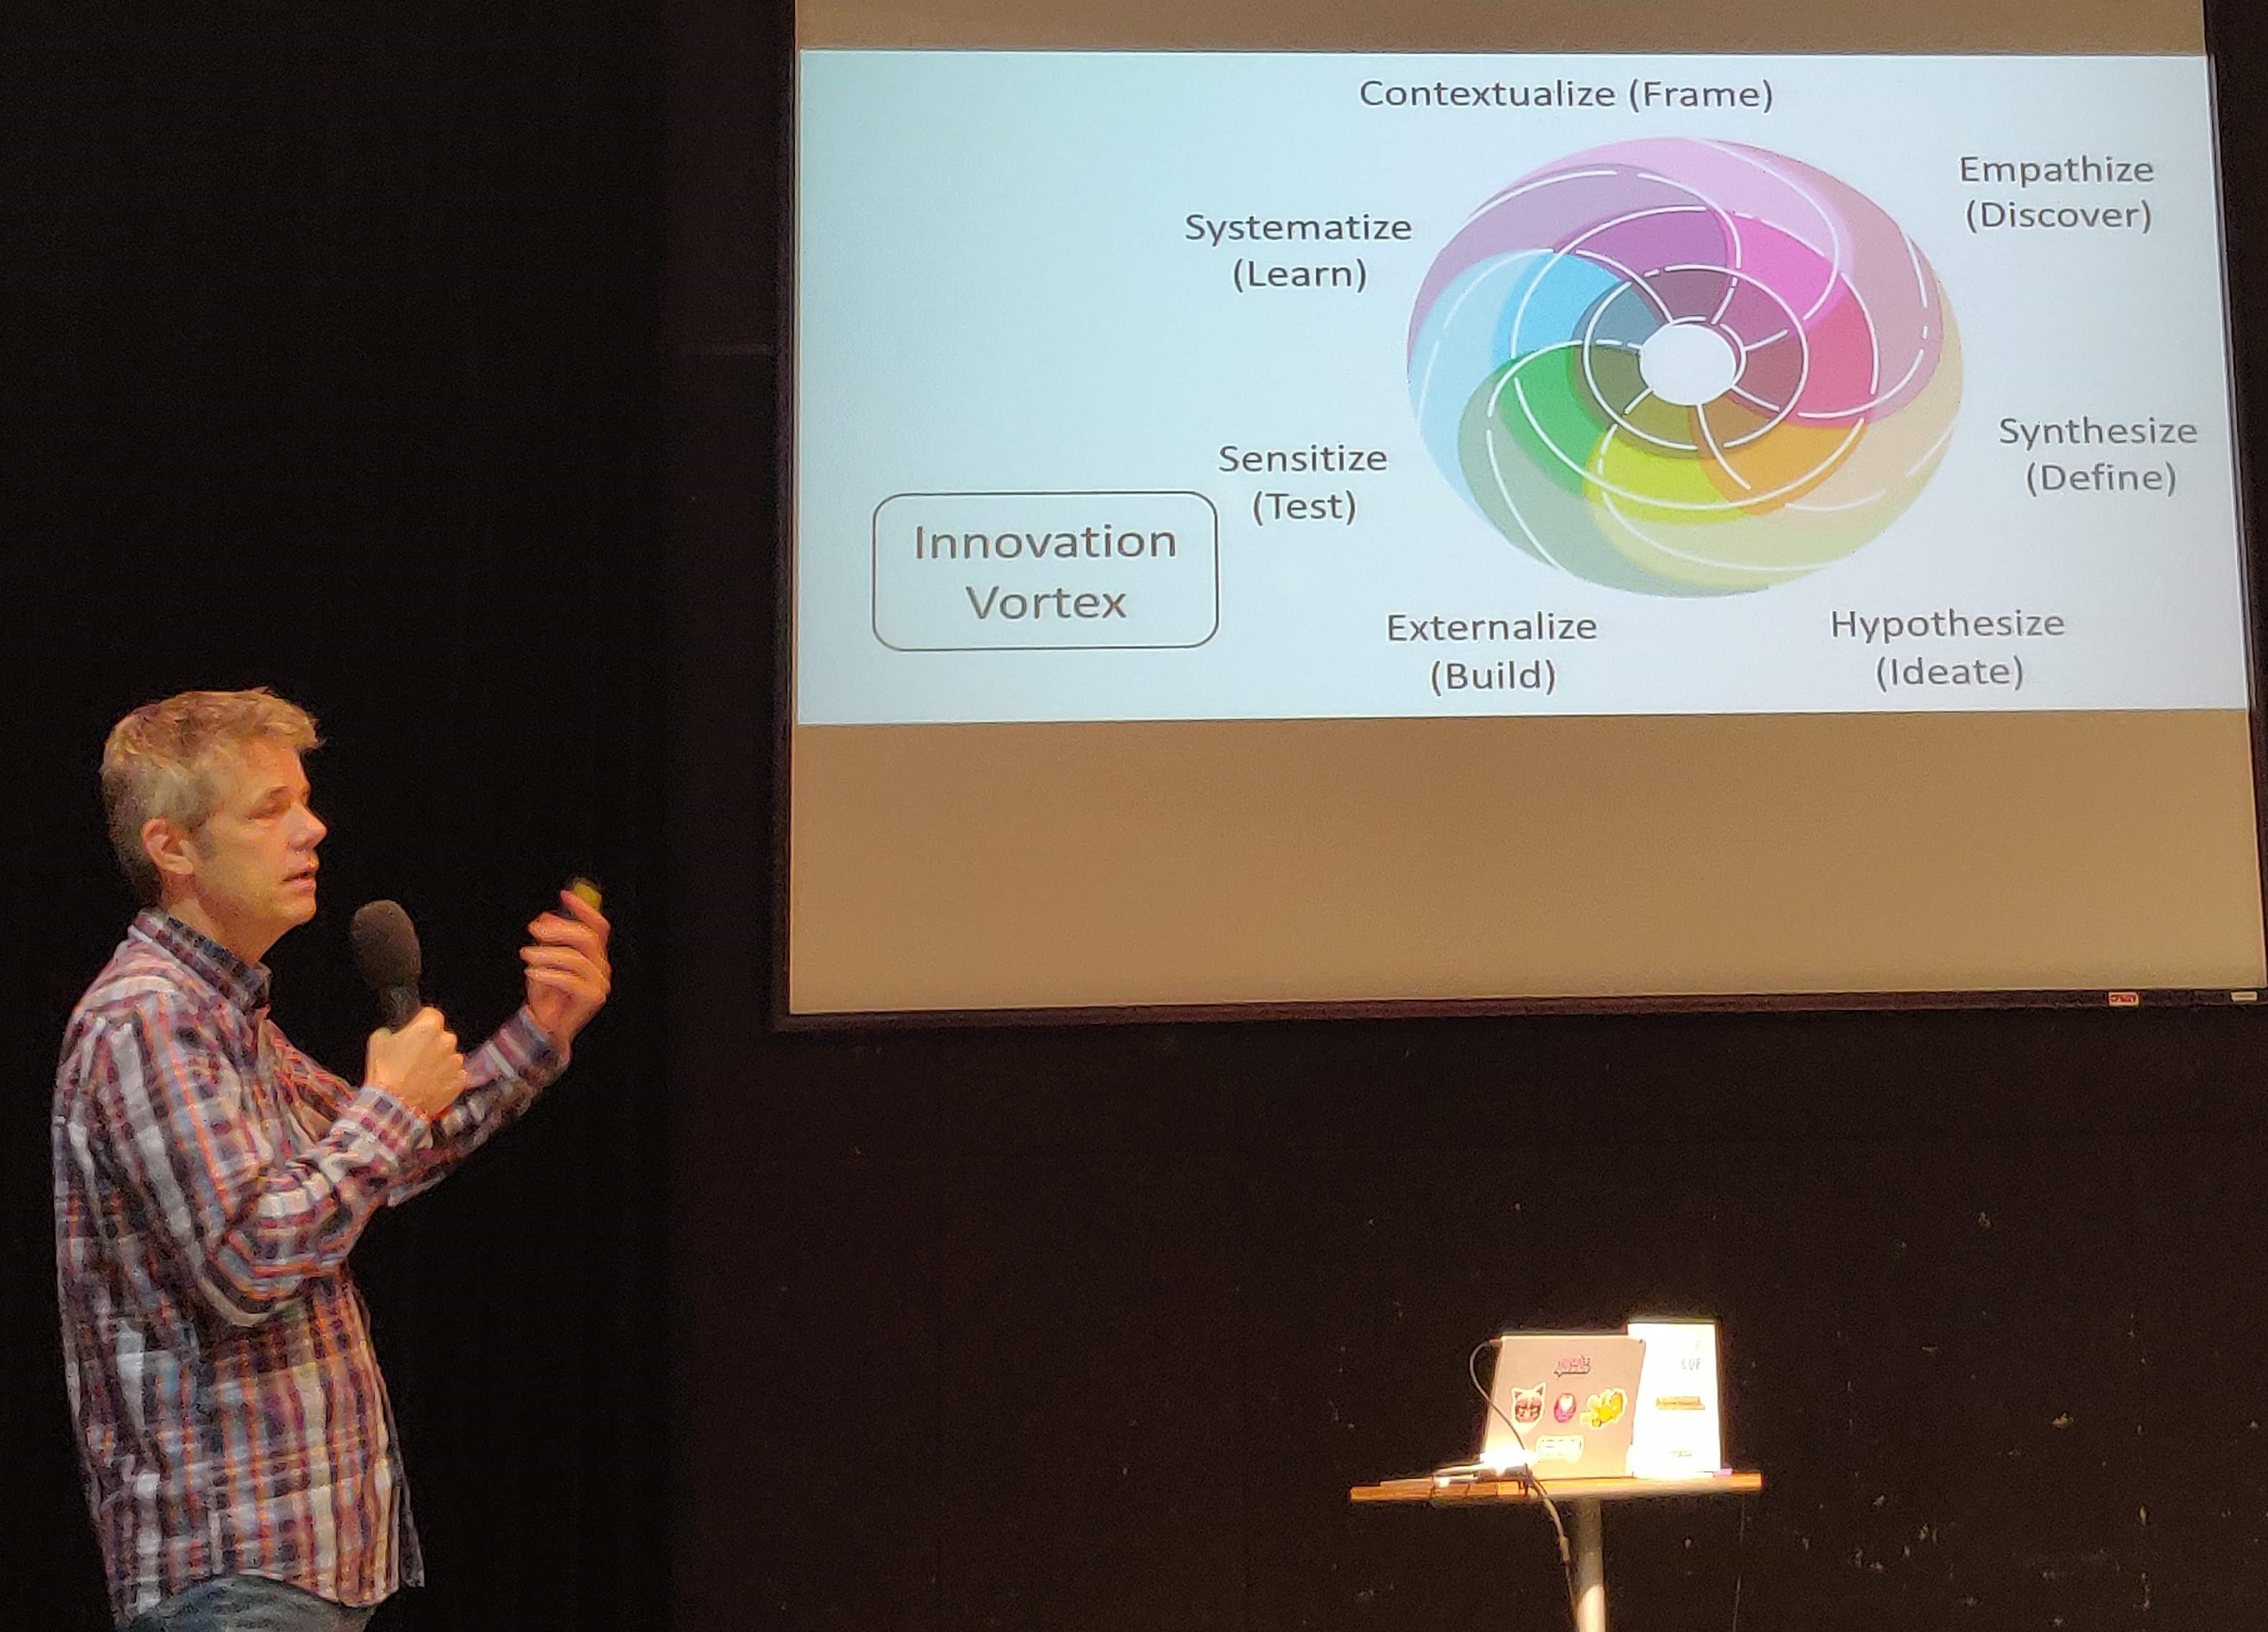 Contextualize (Frame)
Empathize
(Discover)
Synthesize
(Define)
Hypothesize
(Ideate)
Externalize
(Build)
Sensitize
(Test)
Systematize
(Learn)
Innovation
Vortex